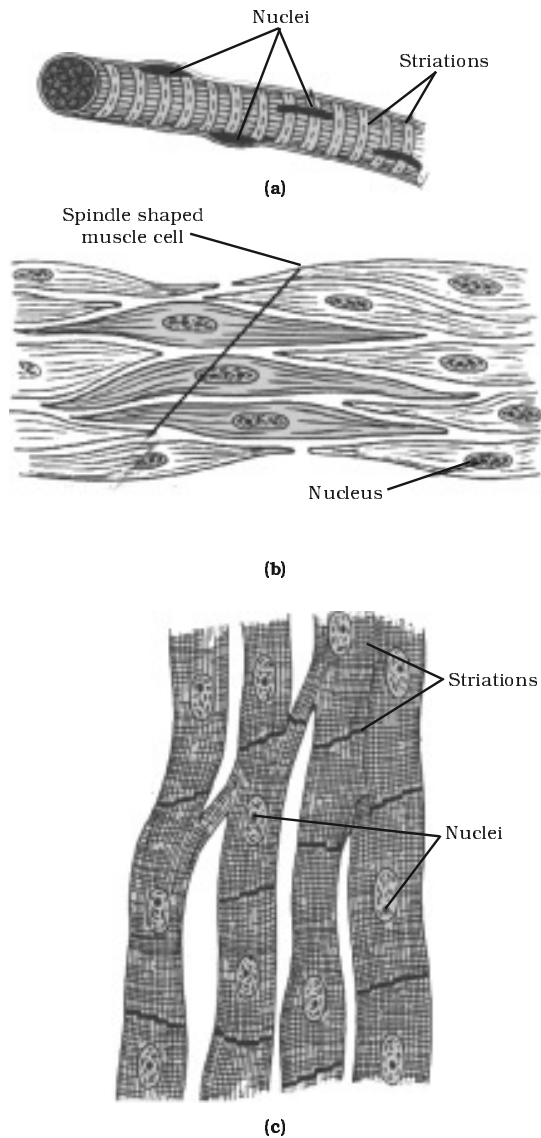 Nuclei
Striations
(a)
Spindle shaped
muscle cell
Nucleus
(b)
Striations
Nuclei
(c)